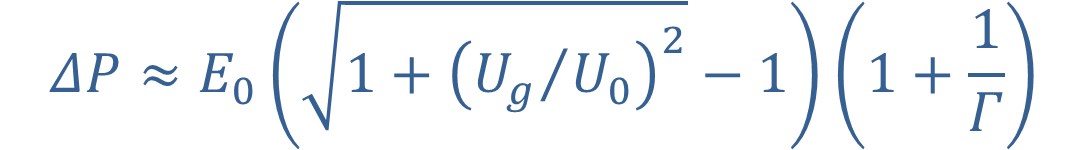 ΔP ≈ E₀ (√(1 + (U_g/U₀)²) − 1) (1 + 1/Γ)